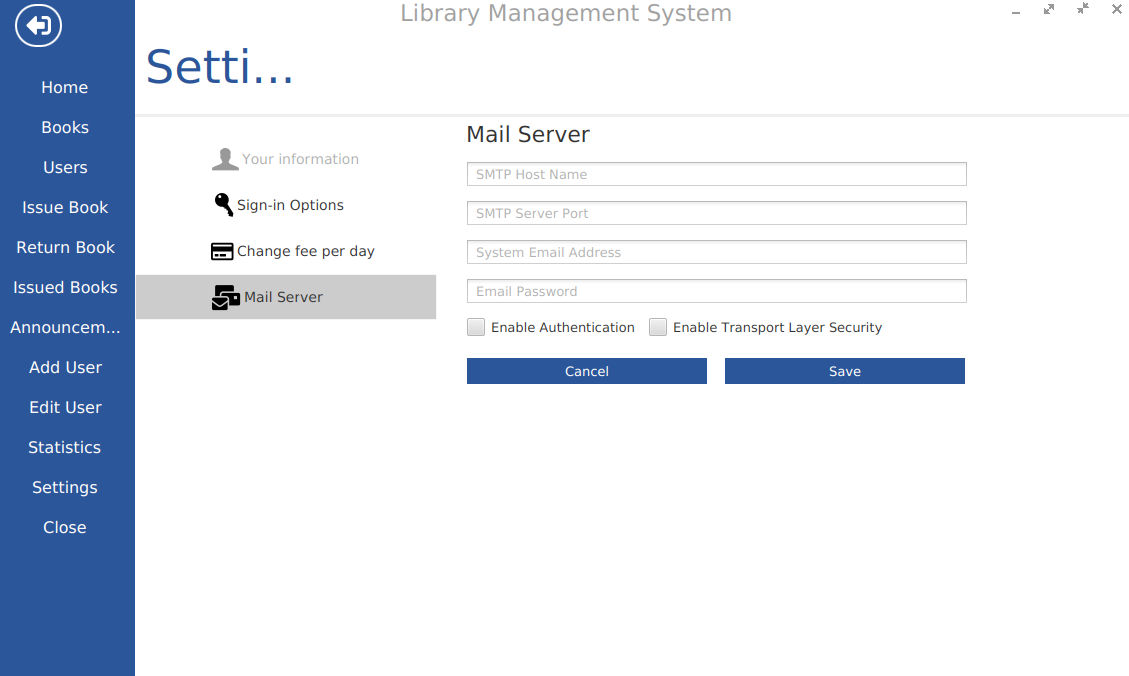 Library Management System
Setti...
Home
Books
Users
Issue Book
Return Book
Issued Books
Announcem...
Add User
Edit User
Statistics
Settings
Close
Your information
Sign-in Options
Change fee per day
Mail Server
Mail Server
SMTP Host Name
SMTP Server Port
System Email Address
Email Password
Enable Authentication Enable Transport Layer Security
Cancel Save